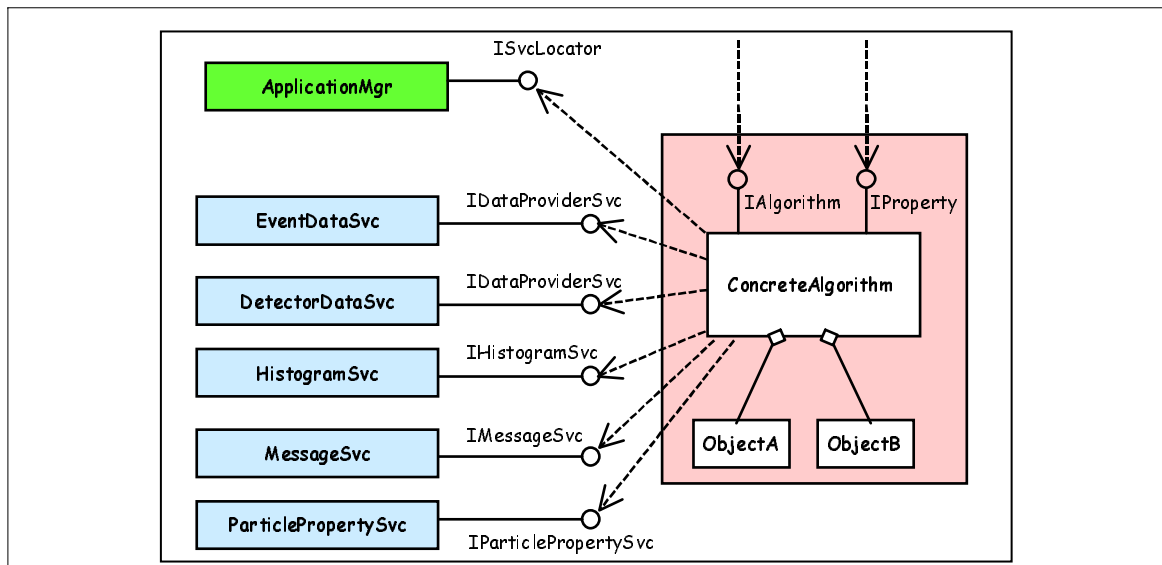 ISvcLocator
ApplicationMgr
IDataProviderSvc
EventDataSvc
IAlgorithm
IProperty
IDataProviderSvc
DetectorDataSvc
ConcreteAlgorithm
IHistogramSvc
HistogramSvc
IMessageSvc
MessageSvc
ObjectA
ObjectB
ParticlePropertySvc
IParticlePropertySvc